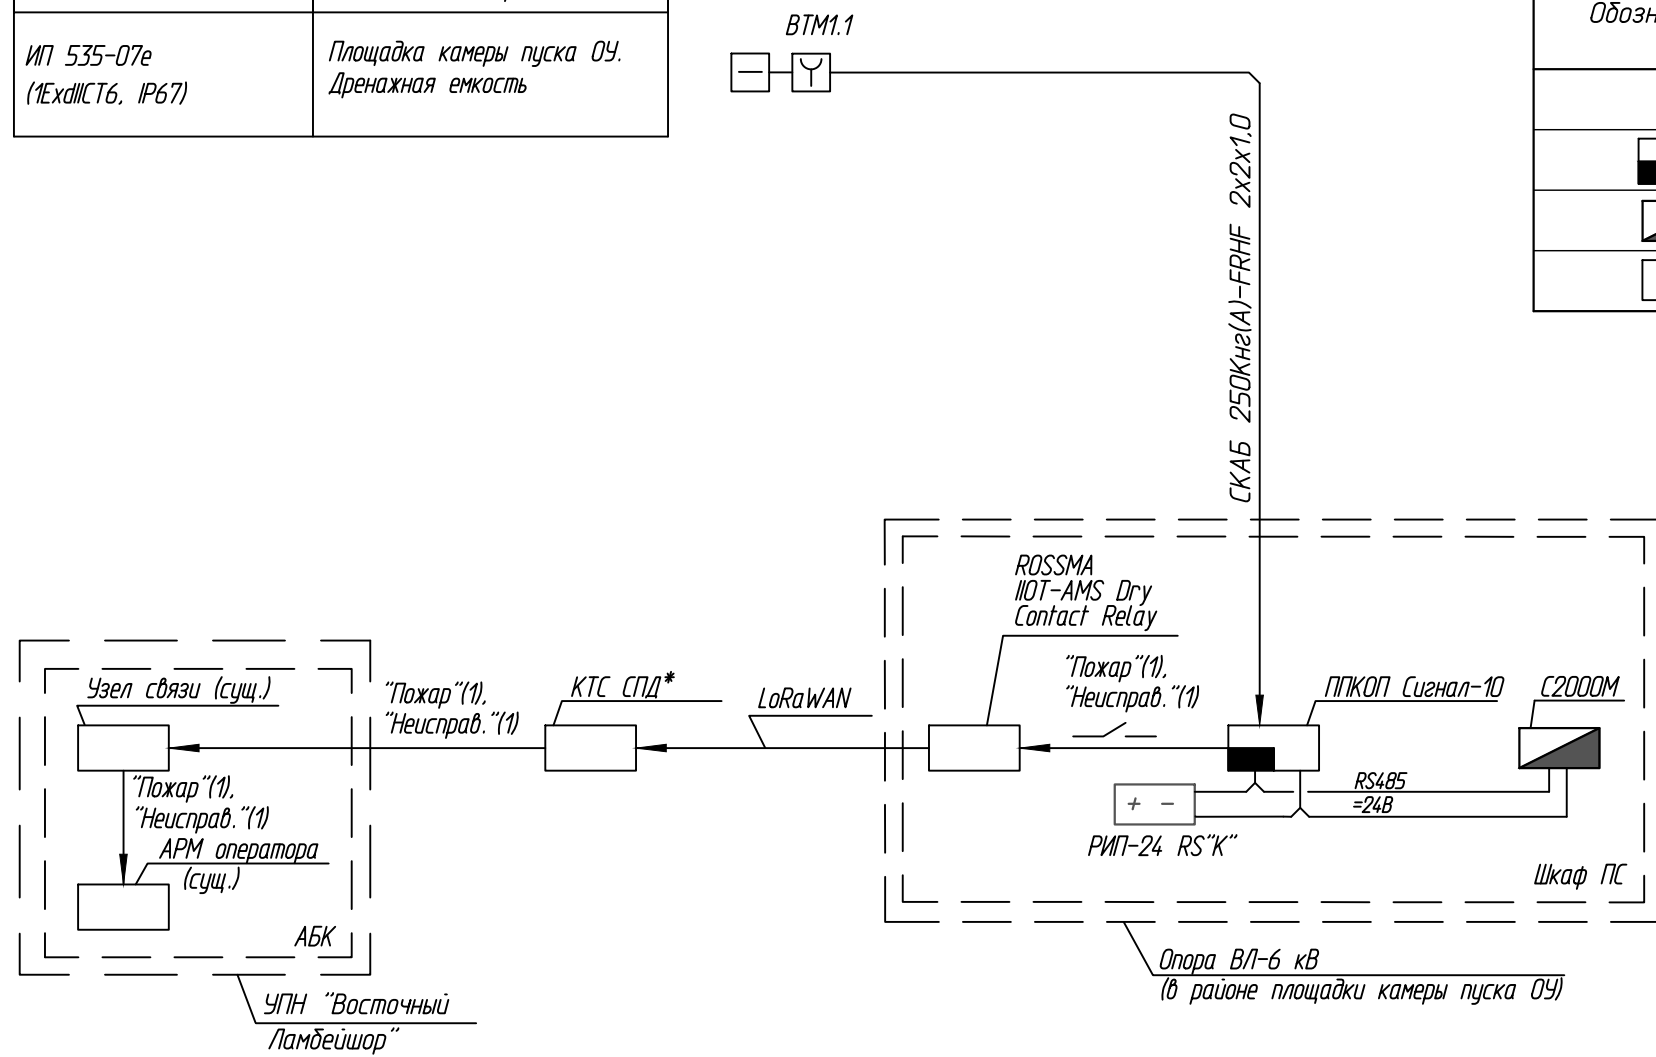 ИП 535-07е
(1ExdIICT6, IP67)
Площадка камеры пуска ОУ.
Дренажная емкость
ВТМ1.1
Обозн
СКАБ 250Кнг(А)-FRHF 2х2х1,0
ROSSMA
IIOT-AMS Dry
Contact Relay
"Пожар"(1),
"Неисправ."(1)
ППКОП Сигнал-10
С2000М
RS485
=24В
+ -
РИП-24 RS"К"
Шкаф ПС
Опора ВЛ-6 кВ
(в районе площадки камеры пуска ОУ)
LoRaWAN
КТС СПД*
"Пожар"(1),
"Неисправ."(1)
Узел связи (сущ.)
"Пожар"(1),
"Неисправ."(1)
АРМ оператора
(сущ.)
АБК
УПН "Восточный
Ламбейшор"